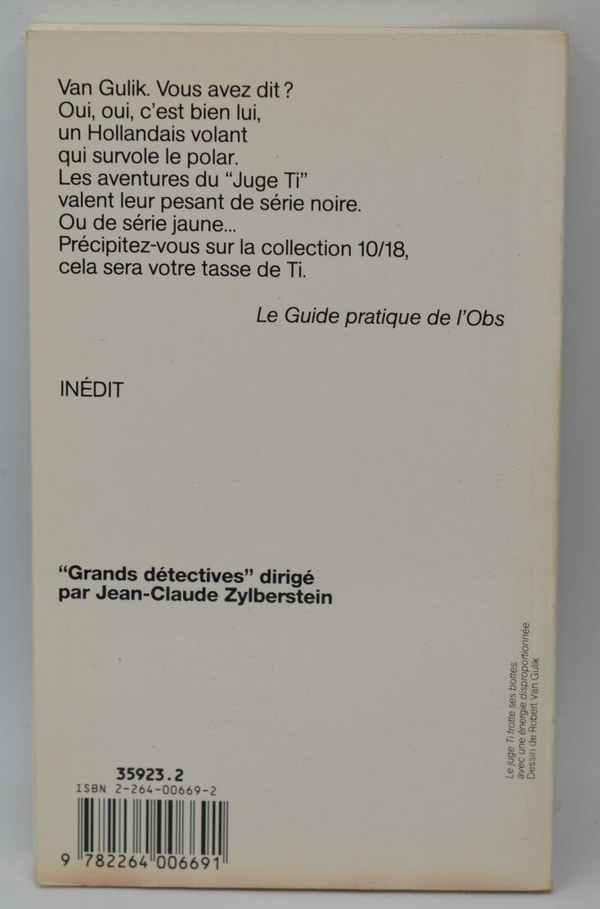 Van Gulik. Vous avez dit ?
Oui, oui, c'est bien lui,
un Hollandais volant
qui survole le polar.
Les aventures du “Juge Ti”
valent leur pesant de série noire.
Ou de série jaune...
Précipitez-vous sur la collection 10/18,
cela sera votre tasse de Ti.
Le Guide pratique de l'Obs
INÉDIT
“Grands détectives” dirigé
par Jean-Claude Zylberstein
Le juge Ti frotte ses bottes.
avec une énergie disproportionnée.
Dessin de Robert Van Gulik
35923.2
ISBN 2-264-00669-2
9 782264 006691